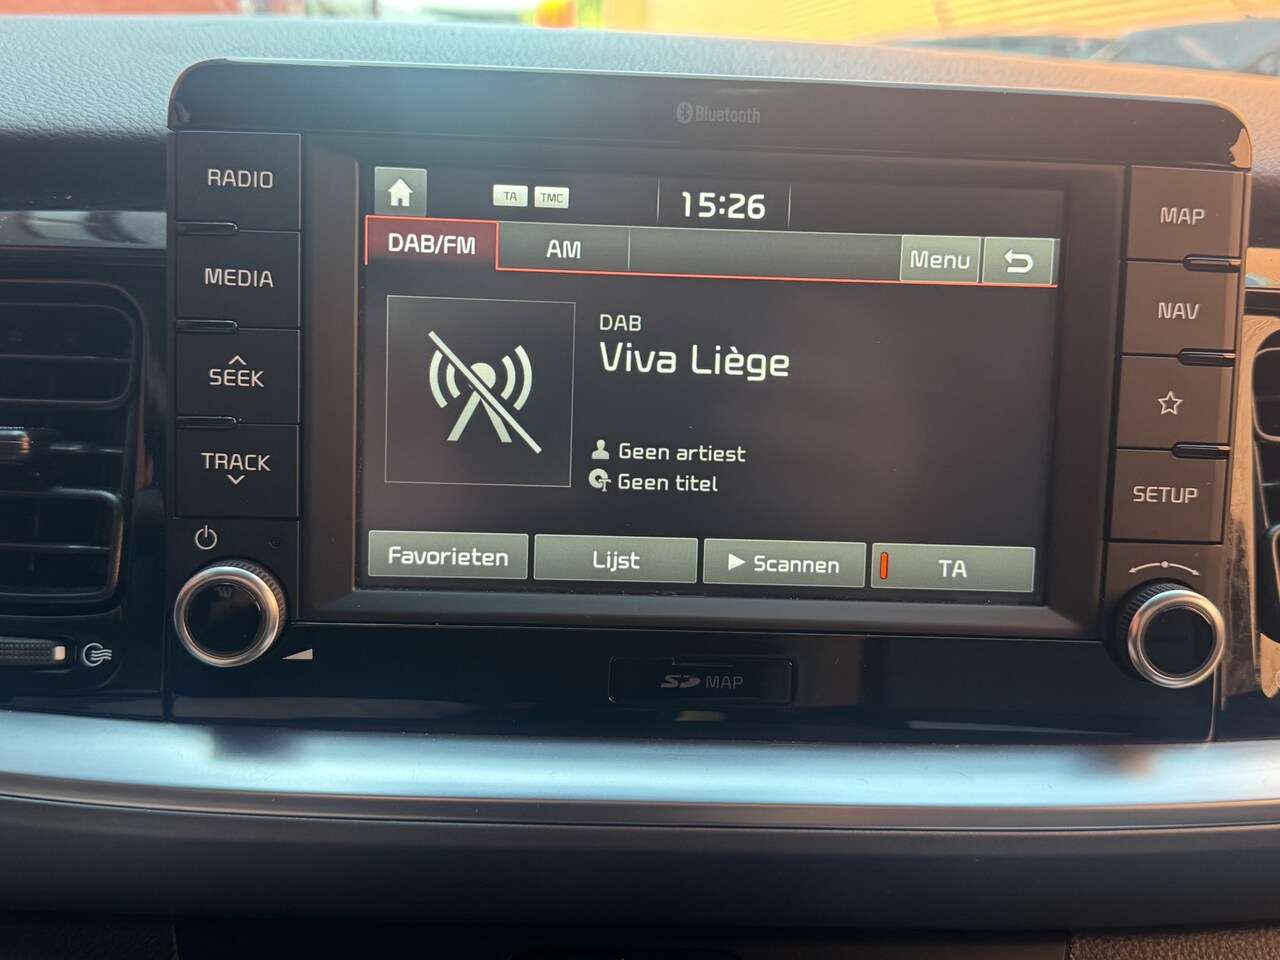 Bluetooth
RADIO
MEDIA
SEEK
TRACK
TA TMC 15:26
DAB/FM AM Menu
DAB
Viva Liège
Geen artiest
Geen titel
Favorieten Lijst Scannen TA
MAP
NAV
SETUP
SD MAP